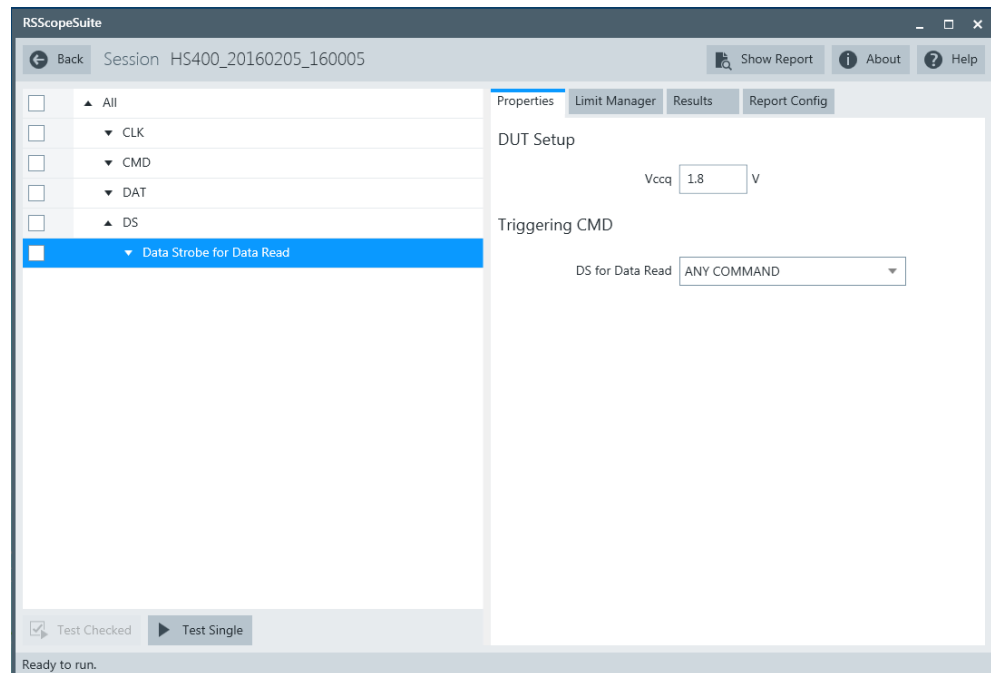 RSScopeSuite
Back Session HS400_20160205_160005 Show Report About Help
All
CLK
CMD
DAT
DS
Data Strobe for Data Read
Properties Limit Manager Results Report Config
DUT Setup
Vccq 1.8 V
Triggering CMD
DS for Data Read ANY COMMAND
Test Checked Test Single
Ready to run.